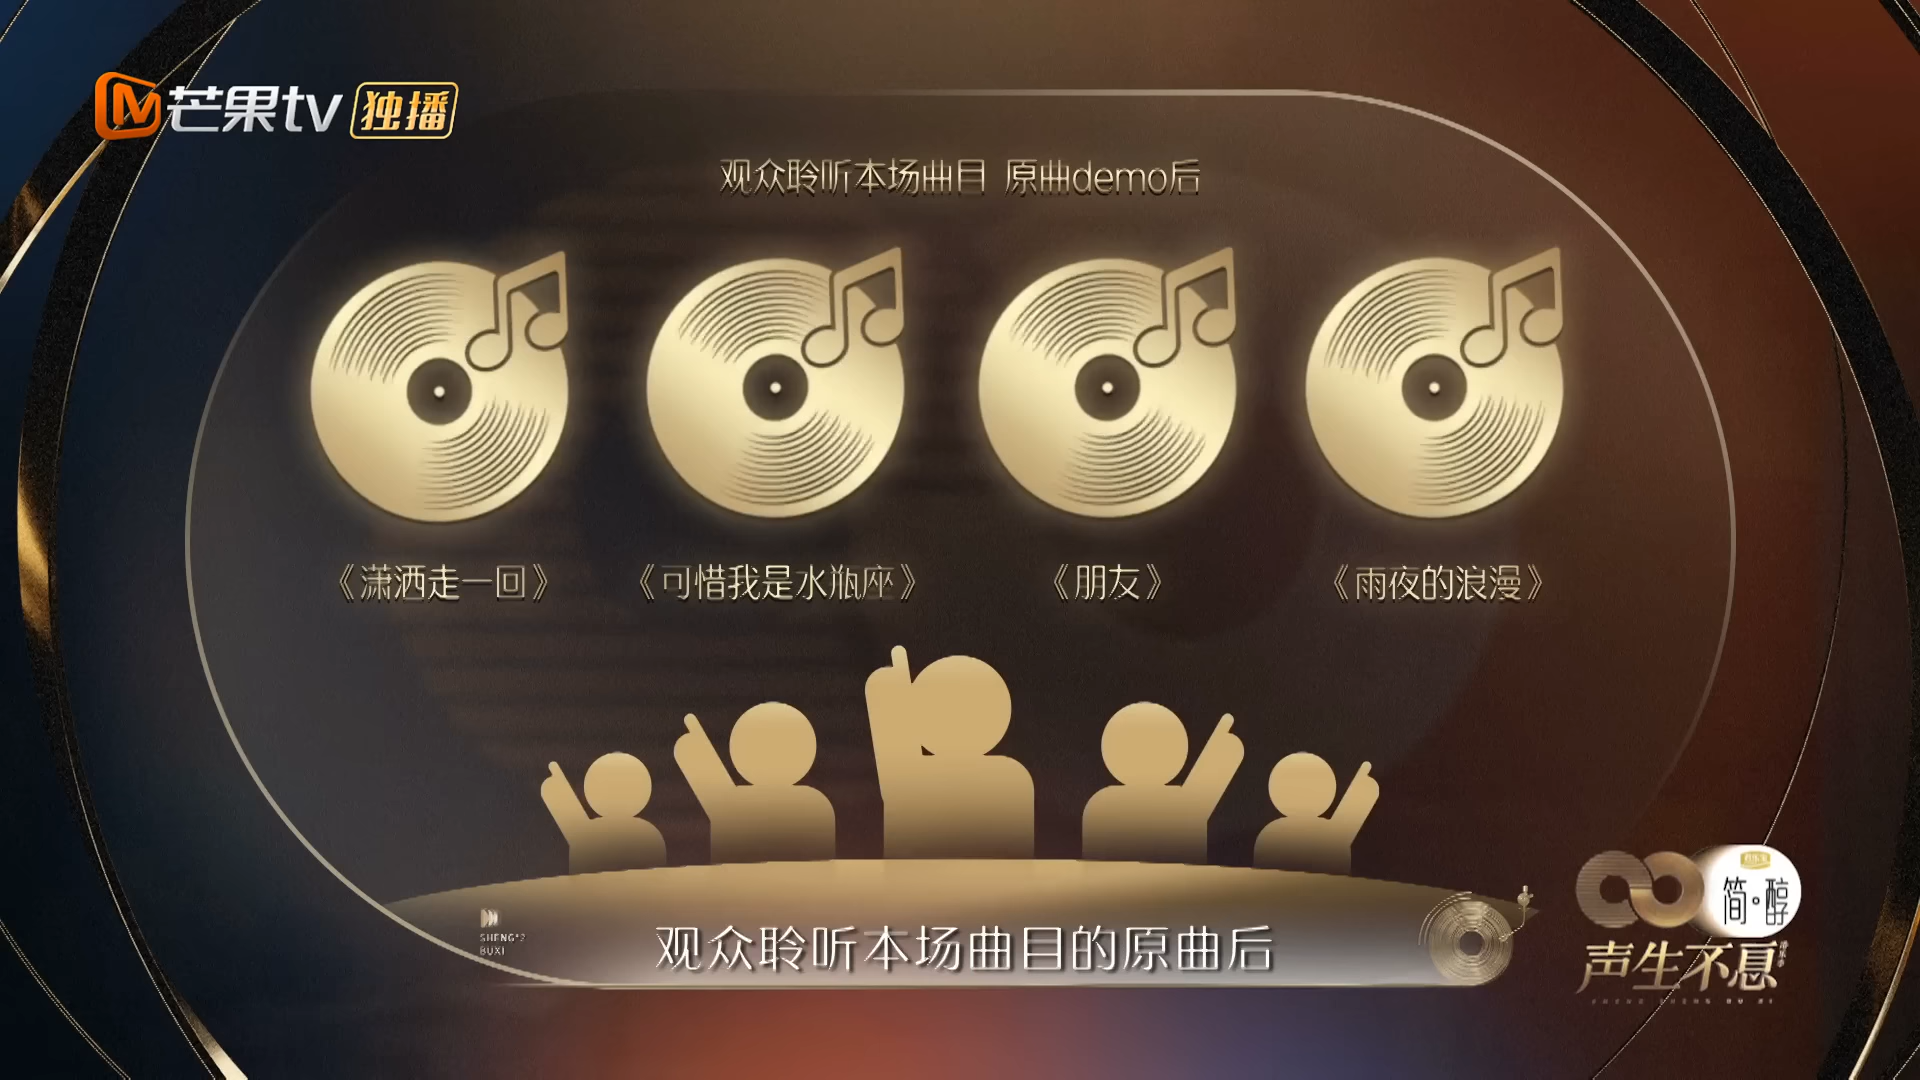 芒果tv 独播
观众聆听本场曲目 原曲demo后
《潇洒走一回》 《可惜我是水瓶座》 《朋友》 《雨夜的浪漫》
SHENG²
BUXI
观众聆听本场曲目的原曲后
简·醇
声生不息